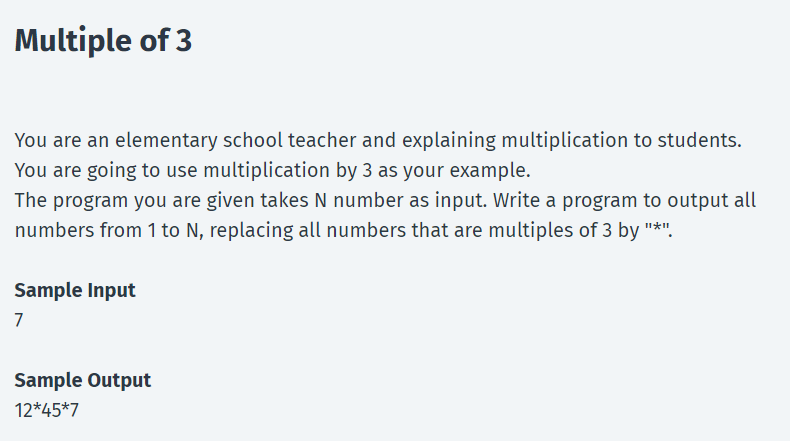 Multiple of 3
You are an elementary school teacher and explaining multiplication to students.
You are going to use multiplication by 3 as your example.
The program you are given takes N number as input. Write a program to output all
numbers from 1 to N, replacing all numbers that are multiples of 3 by "*".
Sample Input
7
Sample Output
12*45*7